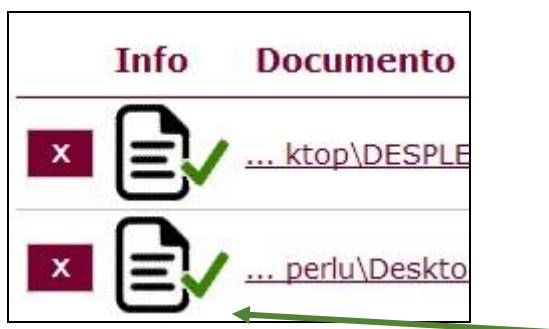 Info Documento
X ... ktop\DESPLE
X ... perlu\Deskto